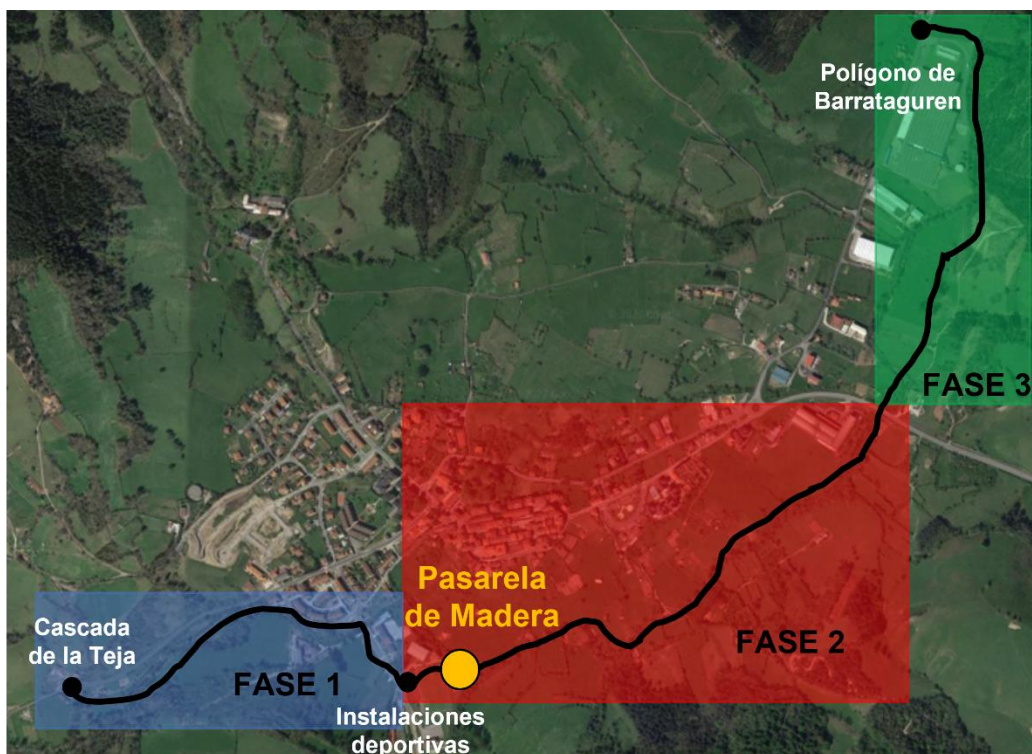 Polígono de
Barrataguren
FASE 3
Pasarela
de Madera
Cascada
de la Teja
FASE 2
FASE 1
Instalaciones
deportivas